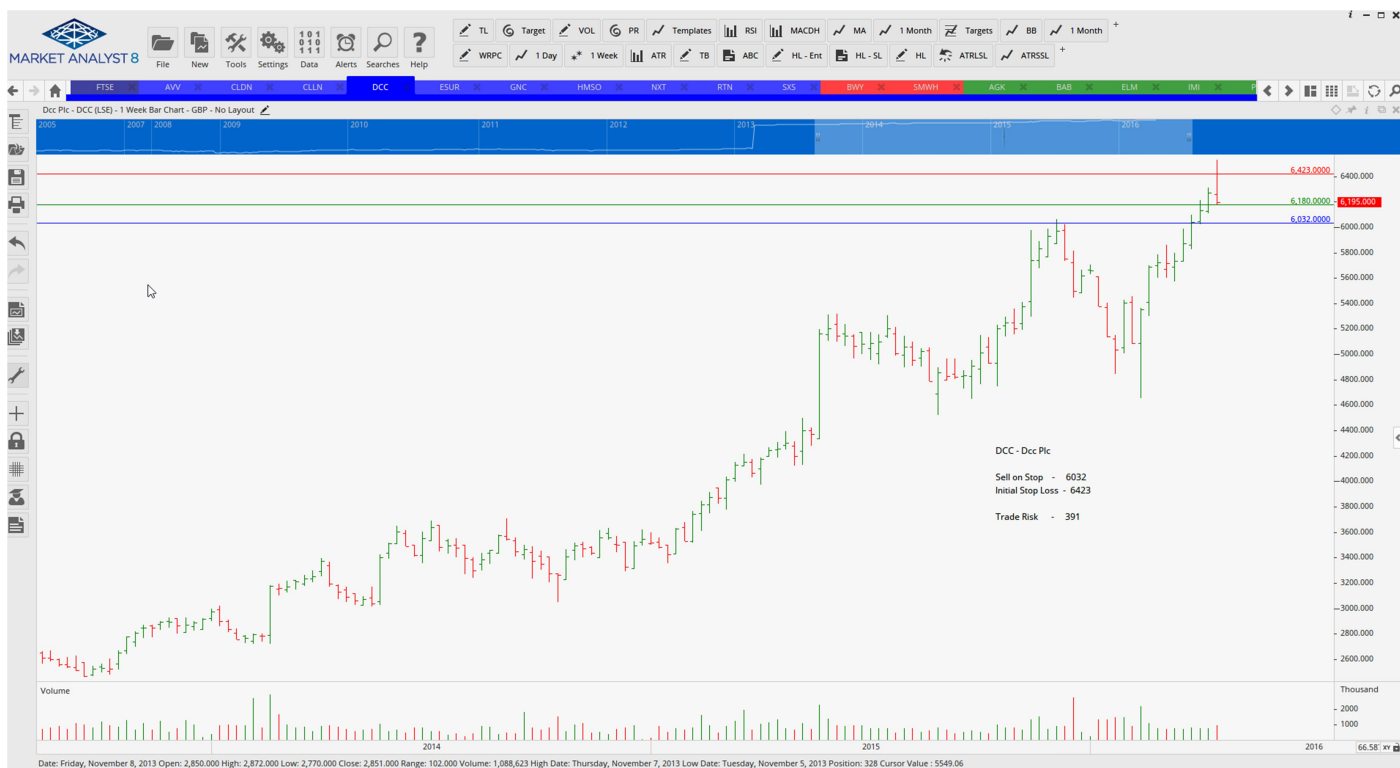 MARKET ANALYST 8
File New Tools Settings Data Alerts Searches Help
TL Target VOL PR Templates RSI MACDH MA 1 Month Targets BB 1 Month
WRPC 1 Day 1 Week ATR TB ABC HL - Ent HL - SL HL ATRLSL ATRSSL
FTSE AVV CLDN CLLN DCC ESUR GNC HMSO NXT RTN SXS BWY SMWH AGK BAB ELM IMI
Dcc Plc - DCC (LSE) - 1 Week Bar Chart - GBP - No Layout
2005 2007 2008 2009 2010 2011 2012 2013 2014 2015 2016
6,423.0000
6400.000
6,180.0000
6,195.000
6,032.0000
6000.000
5800.000
5600.000
5400.000
5200.000
5000.000
4800.000
4600.000
4400.000
4200.000
4000.000
3800.000
3600.000
3400.000
3200.000
3000.000
2800.000
2600.000
DCC - Dcc Plc
Sell on Stop - 6032
Initial Stop Loss - 6423
Trade Risk - 391
Volume
Thousand
2000
1000
2014 2015 2016
66.58 XY
Date: Friday, November 8, 2013 Open: 2,850.000 High: 2,872.000 Low: 2,770.000 Close: 2,851.000 Range: 102.000 Volume: 1,088,623 High Date: Thursday, November 7, 2013 Low Date: Tuesday, November 5, 2013 Position: 328 Cursor Value : 5549.06